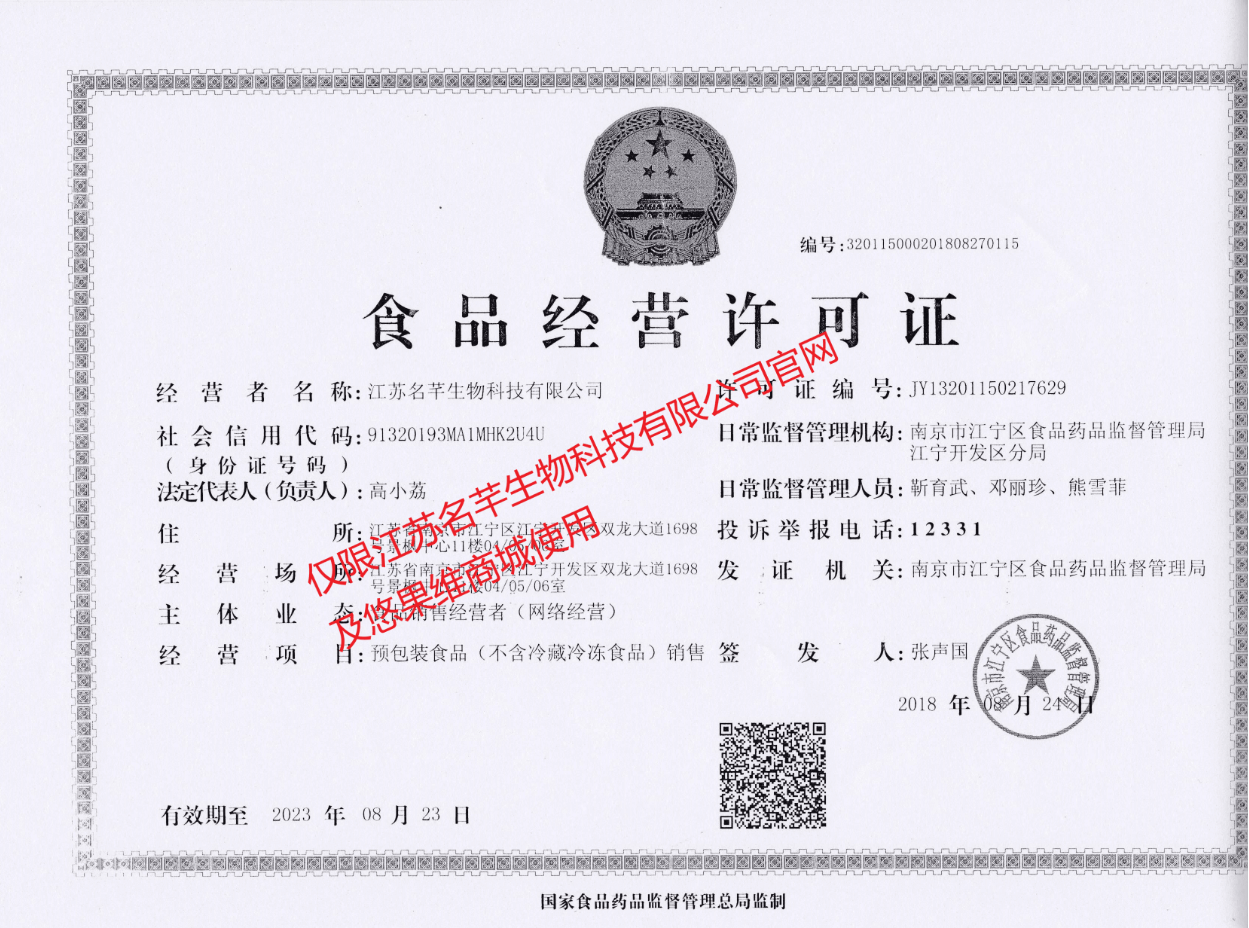 编号:320115000201808270115
食品经营许可证
经营者名称:江苏名芊生物科技有限公司
社会信用代码:91320193MA1MHK2U4U
(身份证号码)
法定代表人(负责人):高小荔
住所:江苏省南京市江宁区江宁开发区双龙大道1698
号景枫中心11楼04/05/06室
经营场所:江苏省南京市江宁区江宁开发区双龙大道1698
号景枫中心11楼04/05/06室
主体业态:食品销售经营者(网络经营)
经营项目:预包装食品(不含冷藏冷冻食品)销售
许可证编号:JY13201150217629
日常监督管理机构:南京市江宁区食品药品监督管理局
江宁开发区分局
日常监督管理人员:靳育武、邓丽珍、熊雪菲
投诉举报电话:12331
发证机关:南京市江宁区食品药品监督管理局
签发人:张声国
2018 年 08 月 24 日
南京市江宁区食品药品监督管理局
有效期至 2023 年 08 月 23 日
国家食品药品监督管理总局监制
仅限江苏名芊生物科技有限公司官网
及悠果维商城使用